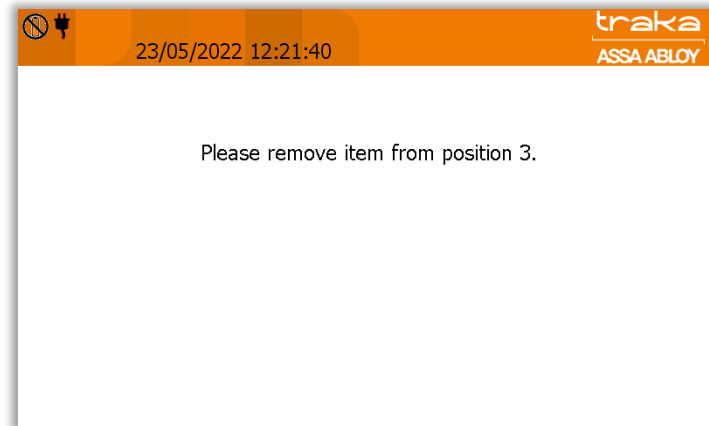 traka
23/05/2022 12:21:40
ASSA ABLOY
Please remove item from position 3.